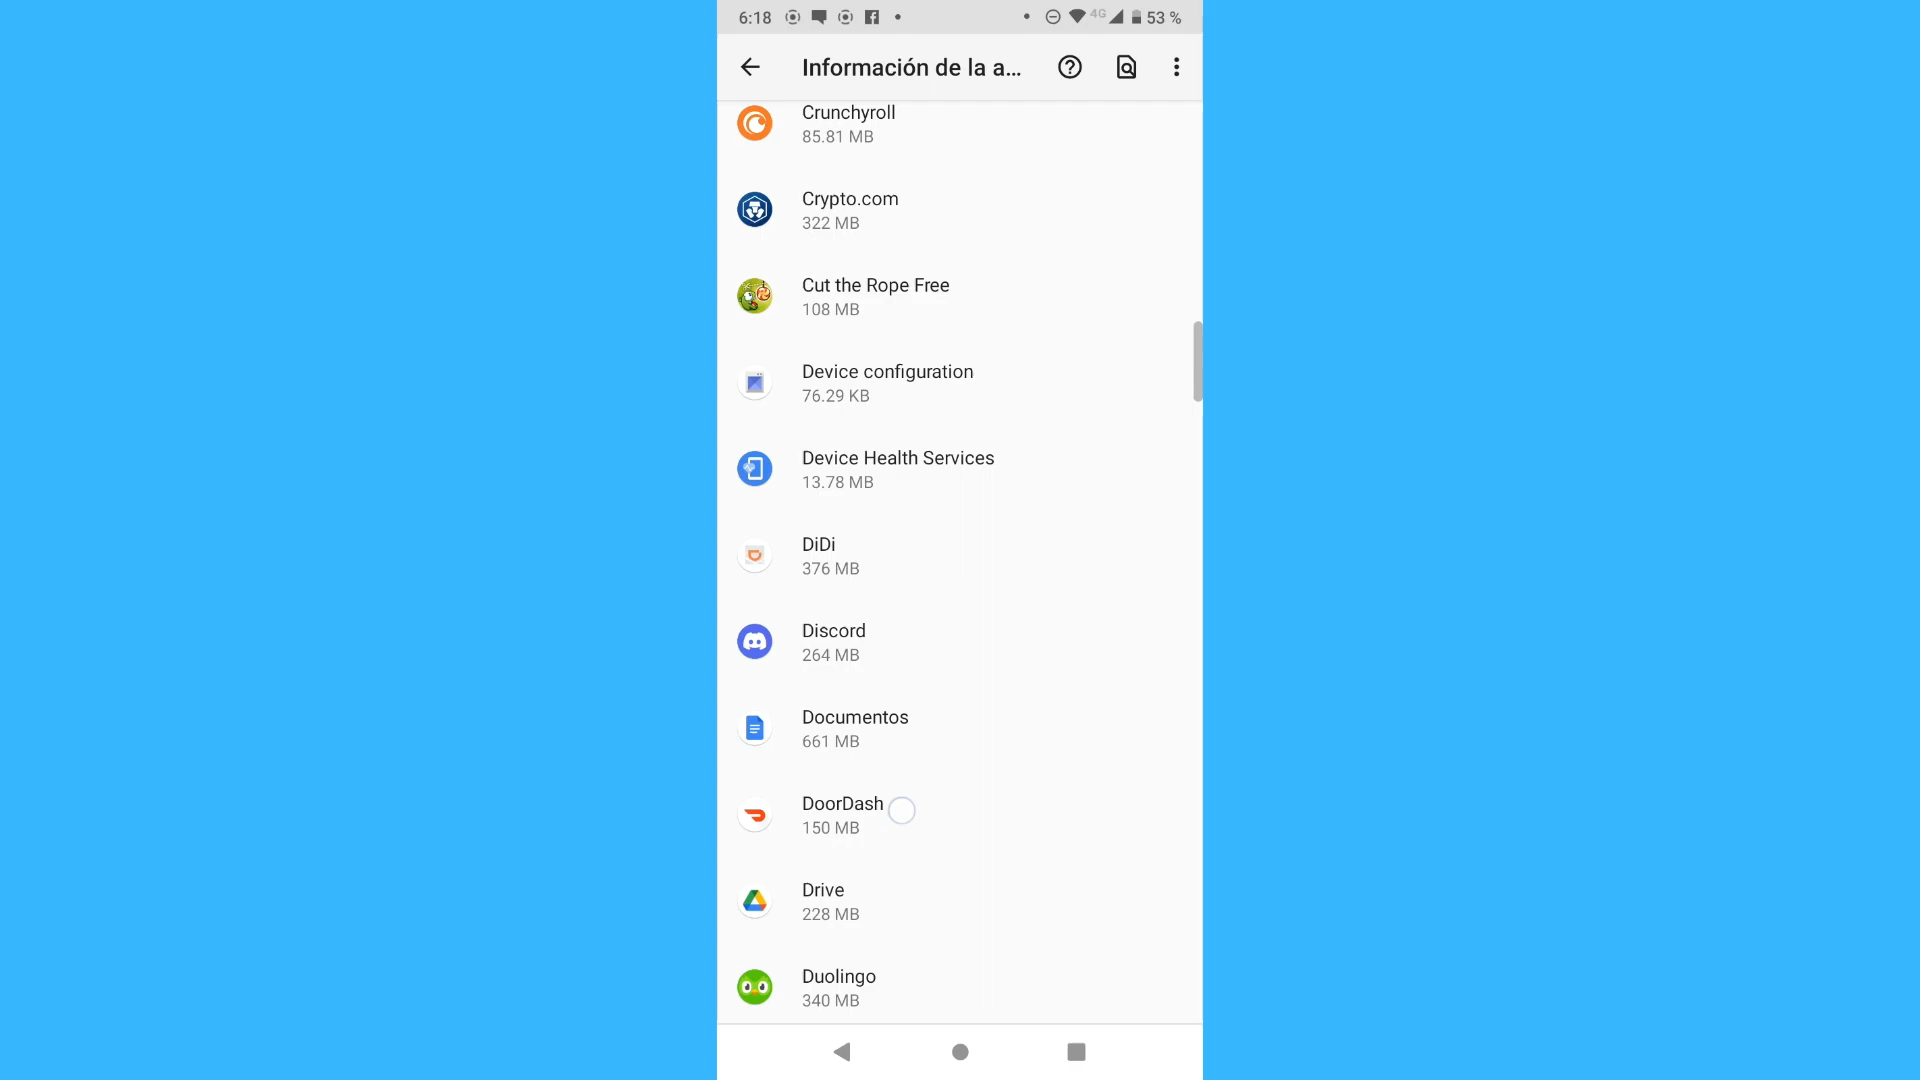 6:18
4G
53 %
Información de la a...
Crunchyroll
85.81 MB
Crypto.com
322 MB
Cut the Rope Free
108 MB
Device configuration
76.29 KB
Device Health Services
13.78 MB
DiDi
376 MB
Discord
264 MB
Documentos
661 MB
DoorDash
150 MB
Drive
228 MB
Duolingo
340 MB